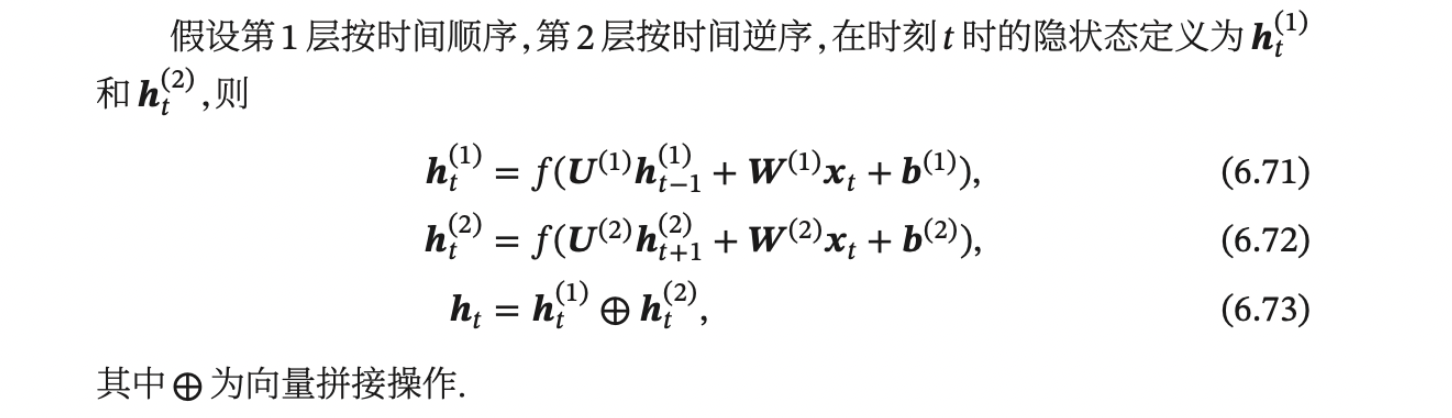 假设第1层按时间顺序,第2层按时间逆序,在时刻 t 时的隐状态定义为 $\boldsymbol{h}_t^{(1)}$
和 $\boldsymbol{h}_t^{(2)}$,则
$\boldsymbol{h}_t^{(1)} = f(\boldsymbol{U}^{(1)}\boldsymbol{h}_{t-1}^{(1)} + \boldsymbol{W}^{(1)}\boldsymbol{x}_t + \boldsymbol{b}^{(1)}),$ (6.71)
$\boldsymbol{h}_t^{(2)} = f(\boldsymbol{U}^{(2)}\boldsymbol{h}_{t+1}^{(2)} + \boldsymbol{W}^{(2)}\boldsymbol{x}_t + \boldsymbol{b}^{(2)}),$ (6.72)
$\boldsymbol{h}_t = \boldsymbol{h}_t^{(1)} \oplus \boldsymbol{h}_t^{(2)},$ (6.73)
其中 ⊕ 为向量拼接操作.